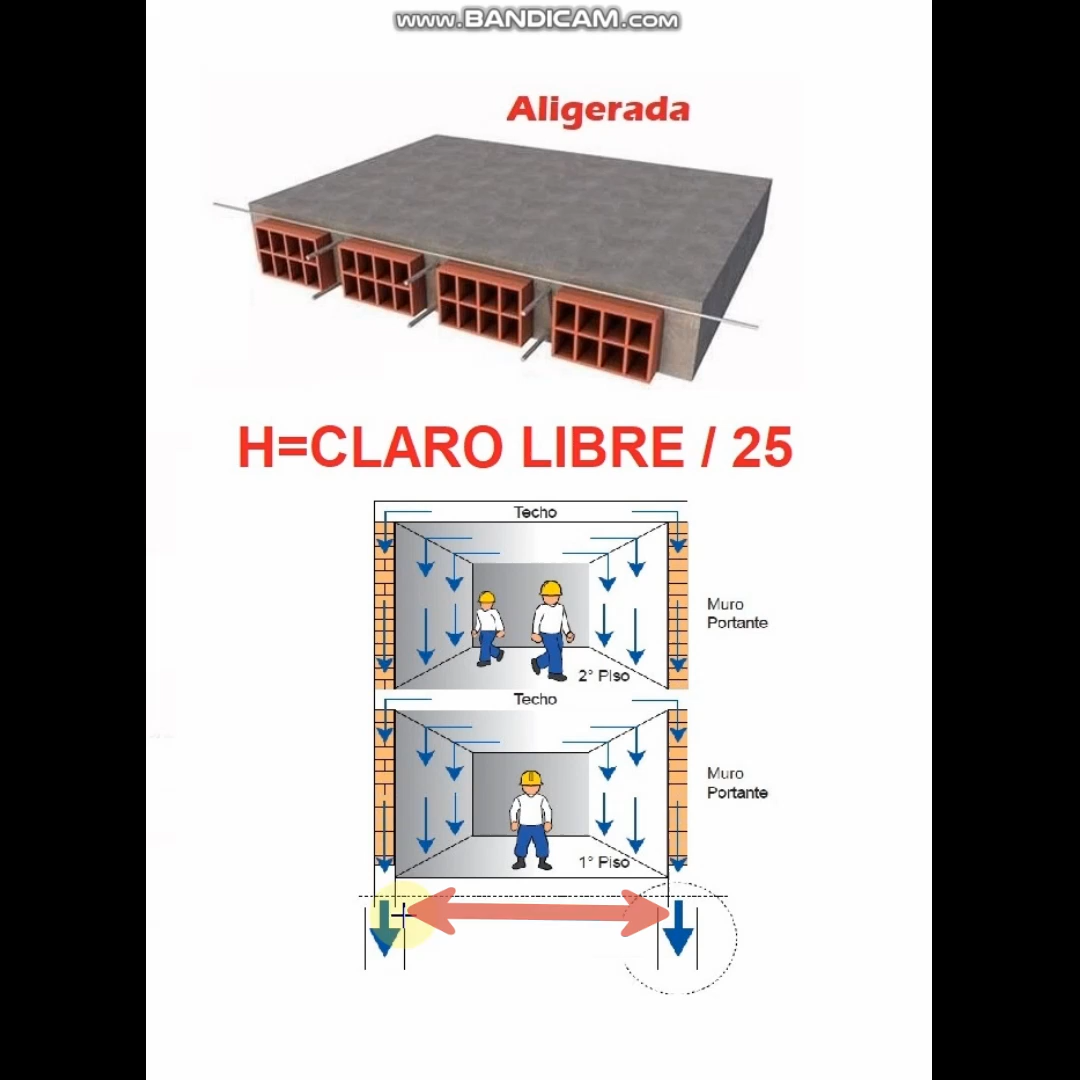 www.BANDICAM.com
Aligerada
H=CLARO LIBRE / 25
Techo
Muro
Portante
2° Piso
Techo
Muro
Portante
1° Piso